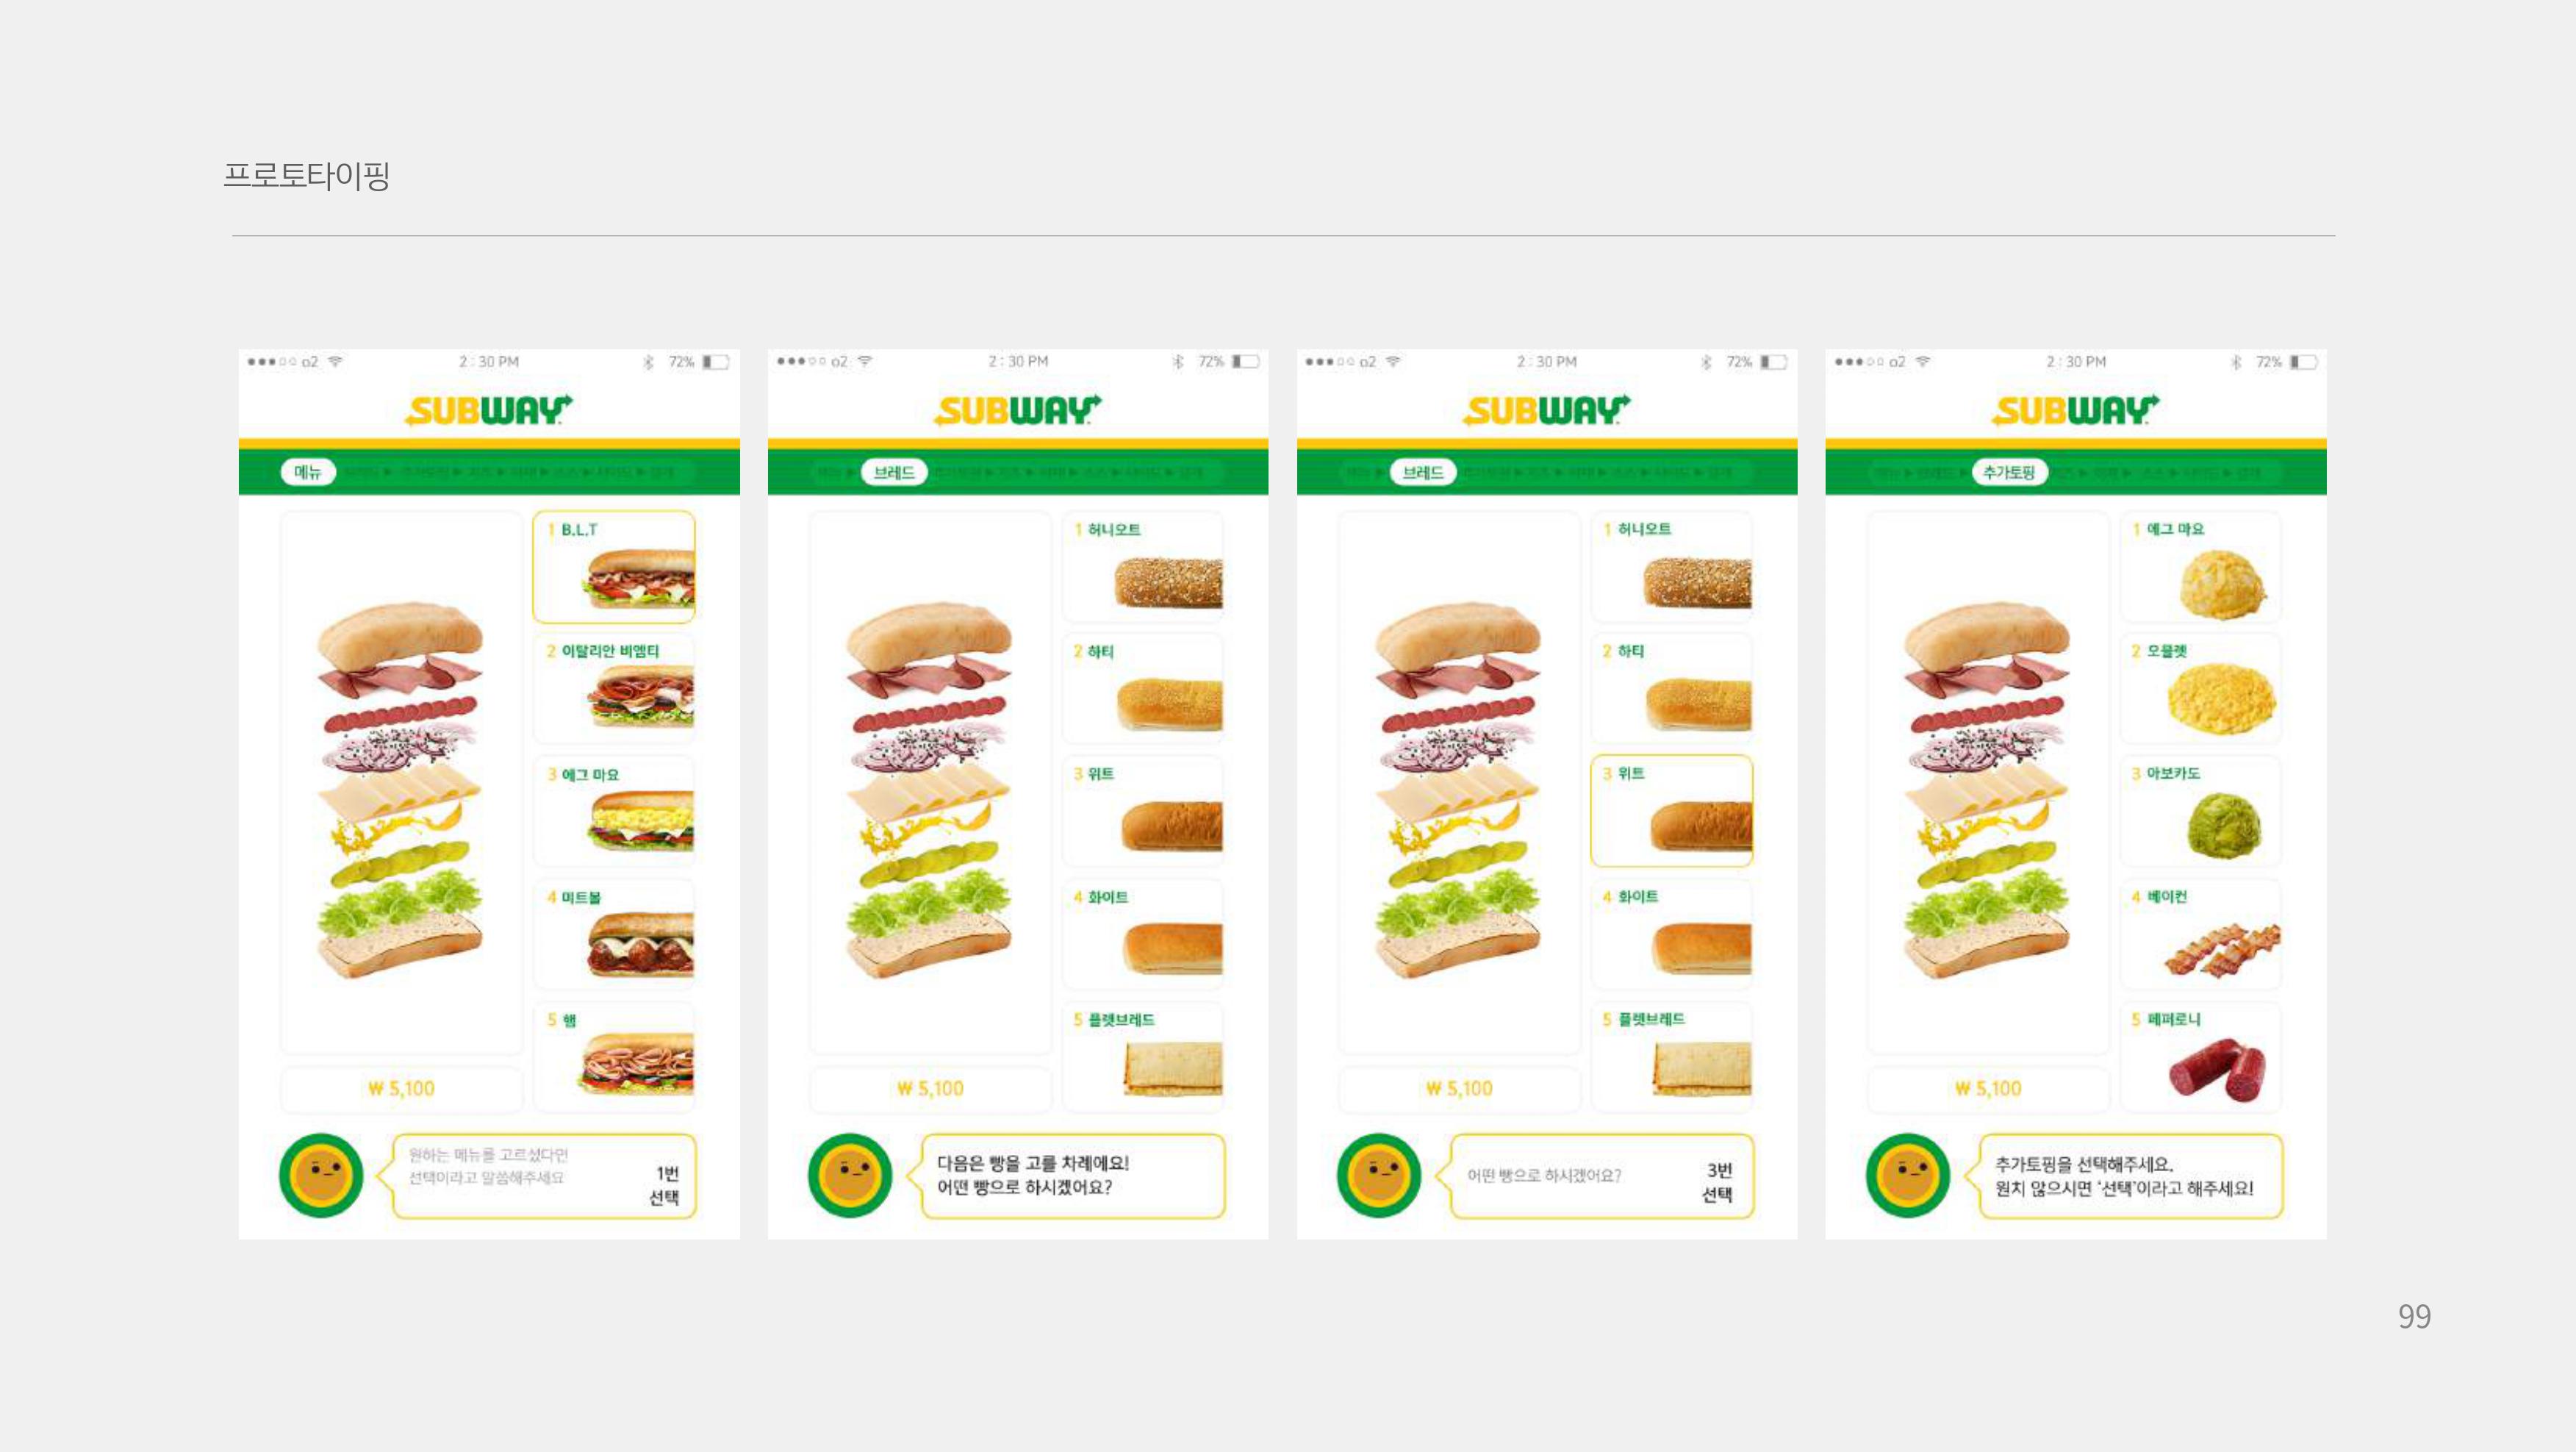 프로토타이핑
o2 2 : 30 PM 72%
SUBWAY
메뉴
1 B.L.T
2 이탈리안 비엠티
3 에그 마요
4 미트볼
5 햄
₩ 5,100
원하는 메뉴를 고르셨다면
선택이라고 말씀해주세요
1번
선택
o2 2 : 30 PM 72%
SUBWAY
브레드
1 허니오트
2 하티
3 위트
4 화이트
5 플랫브레드
₩ 5,100
다음은 빵을 고를 차례에요!
어떤 빵으로 하시겠어요?
o2 2 : 30 PM 72%
SUBWAY
브레드
1 허니오트
2 하티
3 위트
4 화이트
5 플랫브레드
₩ 5,100
어떤 빵으로 하시겠어요?
3번
선택
o2 2 : 30 PM 72%
SUBWAY
추가토핑
1 에그 마요
2 오믈렛
3 아보카도
4 베이컨
5 페퍼로니
₩ 5,100
추가토핑을 선택해주세요.
원치 않으시면 '선택'이라고 해주세요!
99